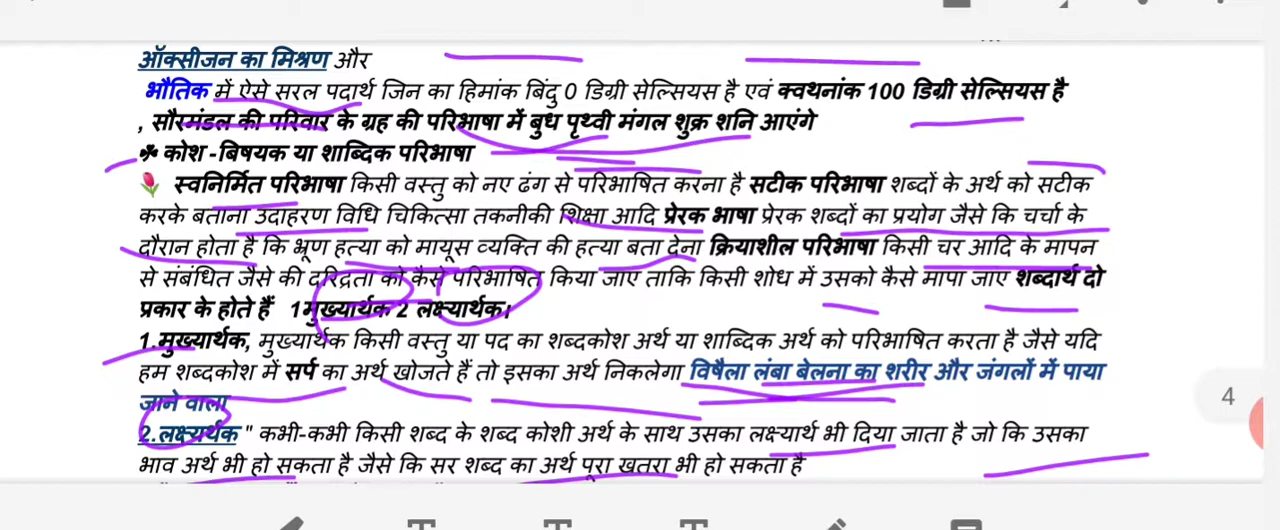 ऑक्सीजन का मिश्रण और
भौतिक में ऐसे सरल पदार्थ जिन का हिमांक बिंदु 0 डिग्री सेल्सियस है एवं क्वथनांक 100 डिग्री सेल्सियस है
, सौरमंडल की परिवार के ग्रह की परिभाषा में बुध पृथ्वी मंगल शुक्र शनि आएंगे
* कोश -बिषयक या शाब्दिक परिभाषा
🌷 स्वनिर्मित परिभाषा किसी वस्तु को नए ढंग से परिभाषित करना है सटीक परिभाषा शब्दों के अर्थ को सटीक
करके बताना उदाहरण विधि चिकित्सा तकनीकी शिक्षा आदि प्रेरक भाषा प्रेरक शब्दों का प्रयोग जैसे कि चर्चा के
दौरान होता है कि भ्रूण हत्या को मायूस व्यक्ति की हत्या बता देना क्रियाशील परिभाषा किसी चर आदि के मापन
से संबंधित जैसे की दरिद्रता को कैसे परिभाषित किया जाए ताकि किसी शोध में उसको कैसे मापा जाए शब्दार्थ दो
प्रकार के होते हैं 1मुख्यार्थक 2 लक्ष्यार्थक।
1.मुख्यार्थक, मुख्यार्थक किसी वस्तु या पद का शब्दकोश अर्थ या शाब्दिक अर्थ को परिभाषित करता है जैसे यदि
हम शब्दकोश में सर्प का अर्थ खोजते हैं तो इसका अर्थ निकलेगा विषैला लंबा बेलना का शरीर और जंगलों में पाया
जाने वाला
4
2.लक्ष्यार्थक " कभी-कभी किसी शब्द के शब्द कोशी अर्थ के साथ उसका लक्ष्यार्थ भी दिया जाता है जो कि उसका
भाव अर्थ भी हो सकता है जैसे कि सर शब्द का अर्थ पूरा खतरा भी हो सकता है